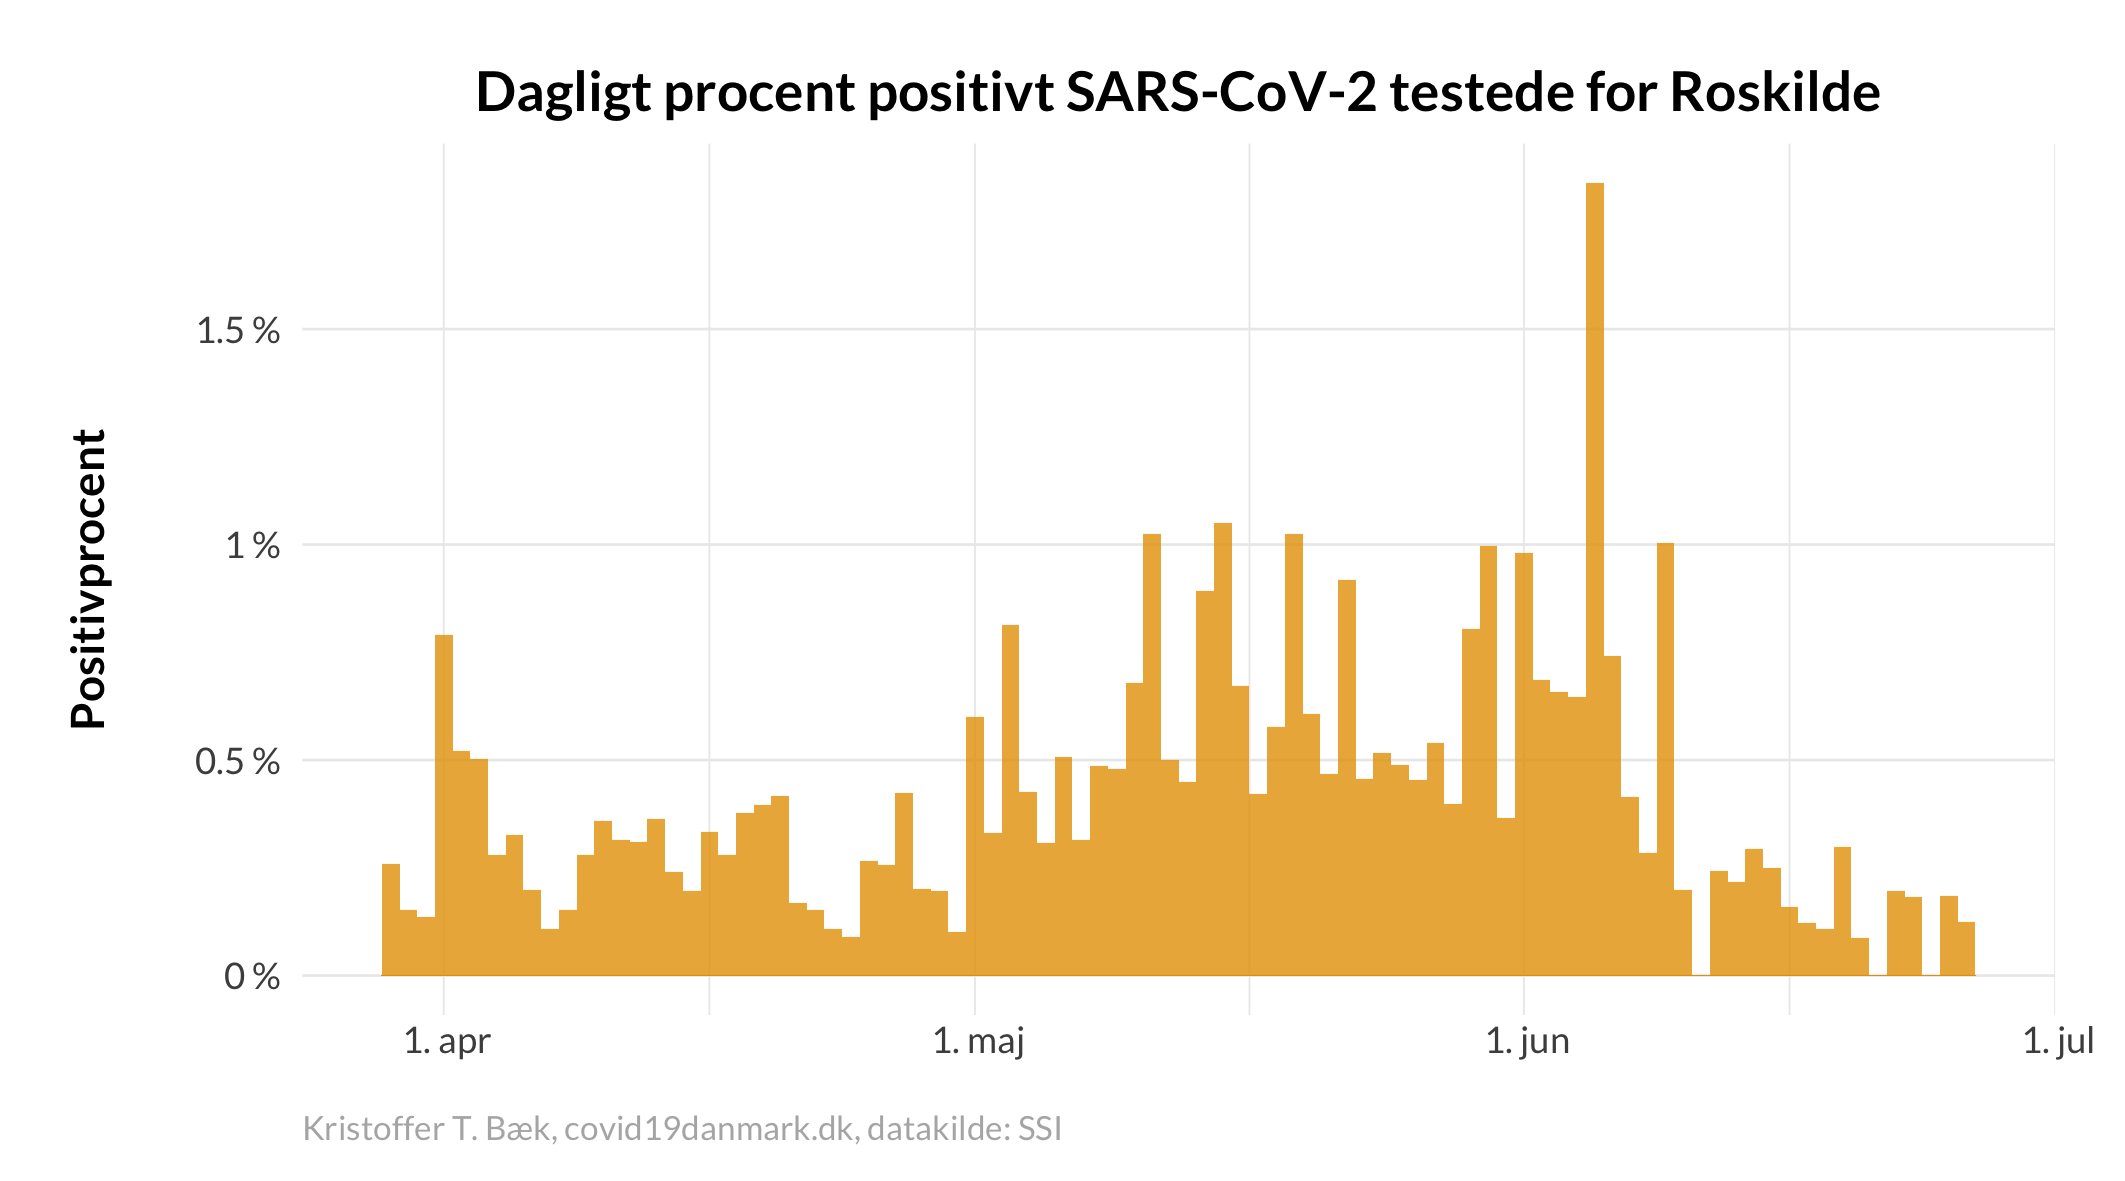 Dagligt procent positivt SARS-CoV-2 testede for Roskilde
Positivprocent
1.5 %
1 %
0.5 %
0 %
1. apr
1. maj
1. jun
1. jul
Kristoffer T. Bæk, covid19danmark.dk, datakilde: SSI